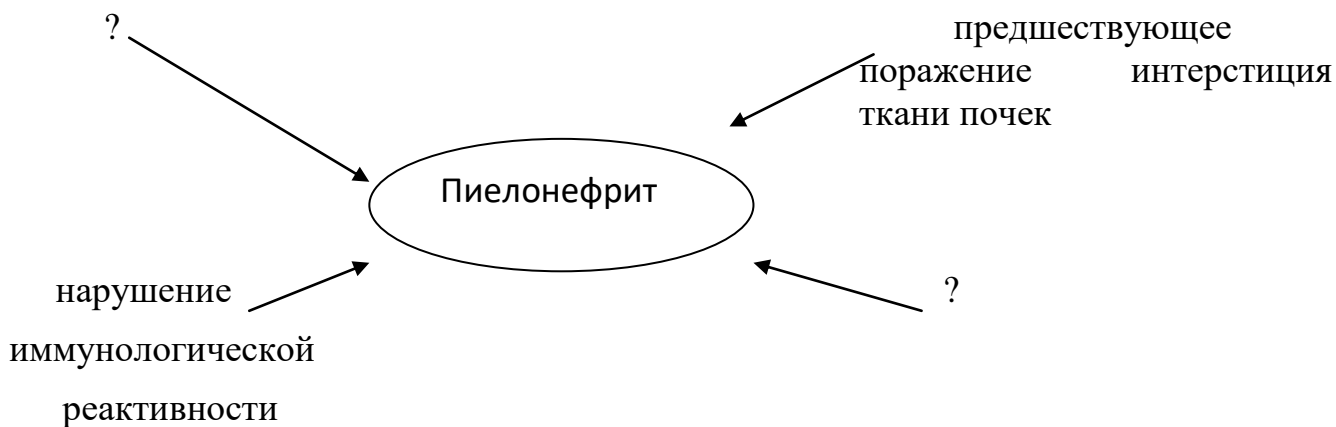 ?
предшествующее
поражение интерстиция
ткани почек
Пиелонефрит
нарушение
иммунологической
реактивности
?